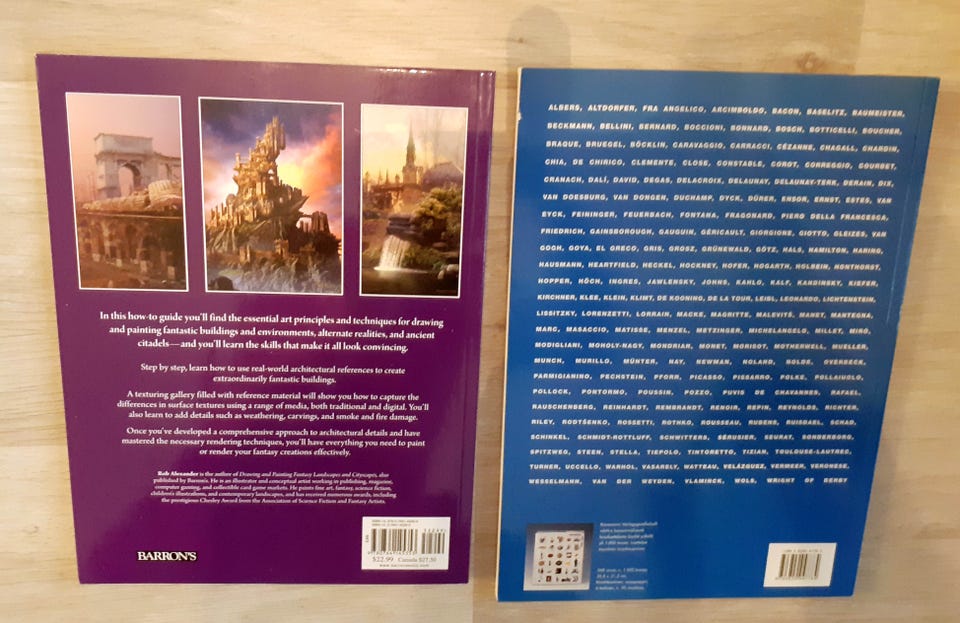 In this how-to guide you'll find the essential art principles and techniques for drawing
and painting fantastic buildings and environments, alternate realities, and ancient
citadels—and you'll learn the skills that make it all look convincing.
Step by step, learn how to use real-world architectural references to create
extraordinarily fantastic buildings.
A texturing gallery filled with reference material will show you how to capture the
differences in surface textures using a range of media, both traditional and digital. You'll
also learn to add details such as weathering, carvings, and smoke and fire damage.
Once you've developed a comprehensive approach to architectural details and have
mastered the necessary rendering techniques, you'll have everything you need to paint
or render your fantasy creations effectively.
Rob Alexander is the author of Drawing and Painting Fantasy Landscapes and Cityscapes, also
published by Barron's. He is an illustrator and conceptual artist working in publishing, magazine,
computer gaming, and collectible card game markets. He paints fine art, fantasy, science fiction,
children's illustrations, and contemporary landscapes, and has received numerous awards, including
the prestigious Chesley Award from the Association of Science Fiction and Fantasy Artists.
BARRON'S
$22.99 Canada $27.50
www.barronseduc.com
ALBERS, ALTDORFER, FRA ANGELICO, ARCIMBOLDO, BACON, BASELITZ, BAUMEISTER,
BECKMANN, BELLINI, BERNARD, BOCCIONI, BONNARD, BOSCH, BOTTICELLI, BOUCHER,
BRAQUE, BRUEGEL, BÖCKLIN, CARAVAGGIO, CARRACCI, CÉZANNE, CHAGALL, CHARDIN,
CHIA, DE CHIRICO, CLEMENTE, CLOSE, CONSTABLE, COROT, CORREGGIO, COURBET,
CRANACH, DALÍ, DAVID, DEGAS, DELACROIX, DELAUNAY, DELAUNAY-TERK, DERAIN, DIX,
VAN DOESBURG, VAN DONGEN, DUCHAMP, DYCK, DÜRER, ENSOR, ERNST, ESTES, VAN
EYCK, FEININGER, FEUERBACH, FONTANA, FRAGONARD, PIERO DELLA FRANCESCA,
FRIEDRICH, GAINSBOROUGH, GAUGUIN, GÉRICAULT, GIORGIONE, GIOTTO, GLEIZES, VAN
GOGH, GOYA, EL GRECO, GRIS, GROSZ, GRÜNEWALD, GÖTZ, HALS, HAMILTON, HARING,
HAUSMANN, HEARTFIELD, HECKEL, HOCKNEY, HOFER, HOGARTH, HOLBEIN, HONTHORST,
HOPPER, HÖCH, INGRES, JAWLENSKY, JOHNS, KAHLO, KALF, KANDINSKY, KIEFER,
KIRCHNER, KLEE, KLEIN, KLIMT, DE KOONING, DE LA TOUR, LEIBL, LEONARDO, LICHTENSTEIN,
LISSITZKY, LORENZETTI, LORRAIN, MACKE, MAGRITTE, MALEVITŠ, MANET, MANTEGNA,
MARC, MASACCIO, MATISSE, MENZEL, METZINGER, MICHELANGELO, MILLET, MIRÓ,
MODIGLIANI, MOHOLY-NAGY, MONDRIAN, MONET, MORISOT, MOTHERWELL, MUELLER,
MUNCH, MURILLO, MÜNTER, NAY, NEWMAN, NOLAND, NOLDE, OVERBECK,
PARMIGIANINO, PECHSTEIN, PFORR, PICASSO, PISSARRO, POLKE, POLLAIUOLO,
POLLOCK, PONTORMO, POUSSIN, POZZO, PUVIS DE CHAVANNES, RAFAEL,
RAUSCHENBERG, REINHARDT, REMBRANDT, RENOIR, REPIN, REYNOLDS, RICHTER,
RILEY, RODTŠENKO, ROSSETTI, ROTHKO, ROUSSEAU, RUBENS, RUISDAEL, SCHAD,
SCHINKEL, SCHMIDT-ROTTLUFF, SCHWITTERS, SÉRUSIER, SEURAT, SONDERBORG,
SPITZWEG, STEEN, STELLA, TIEPOLO, TINTORETTO, TIZIAN, TOULOUSE-LAUTREC,
TURNER, UCCELLO, WARHOL, VASARELY, WATTEAU, VELÁZQUEZ, VERMEER, VERONESE,
WESSELMANN, VAN DER WEYDEN, VLAMINCK, WOLS, WRIGHT OF DERBY